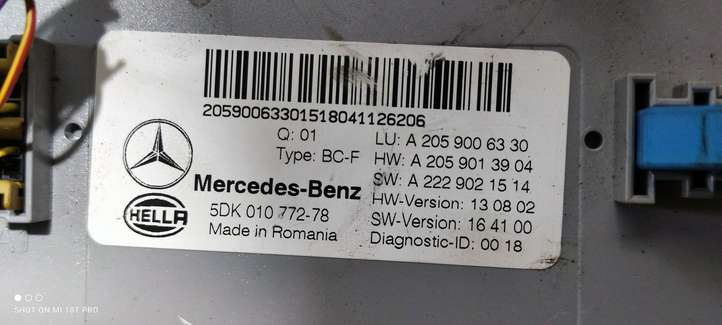 20590063301518041126206
Q: 01
Type: BC-F
LU: A 205 900 63 30
HW: A 205 901 39 04
SW: A 222 902 15 14
Mercedes-Benz
HW-Version: 13 08 02
HELLA
5DK 010 772-78
SW-Version: 16 41 00
Made in Romania
Diagnostic-ID: 00 18
SHOT ON MI 10T PRO